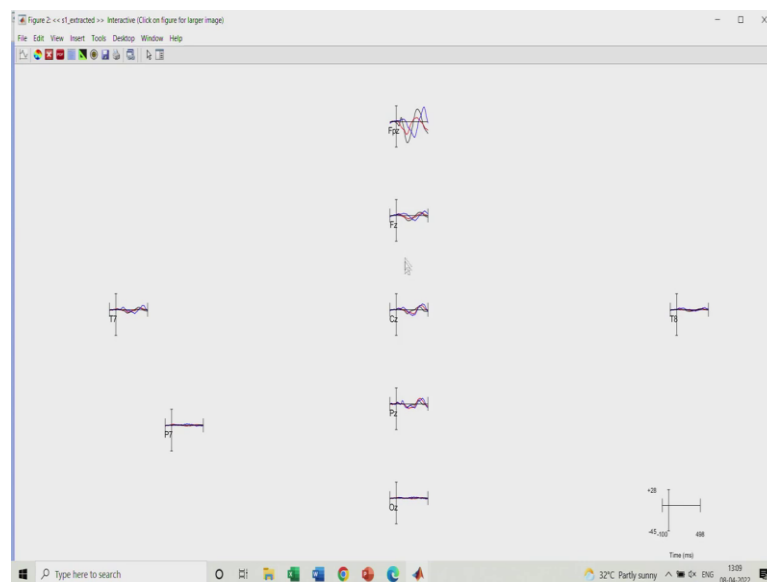 Figure 2: << s1_extracted >> Interactive (Click on figure for larger image)
File Edit View Insert Tools Desktop Window Help
PDF
Fpz
Fz
T7
Cz
T8
Pz
P7
Oz
+28
-45
-100 498
Time (ms)
Type here to search
32°C Partly sunny
ENG
13:09
08-04-2022